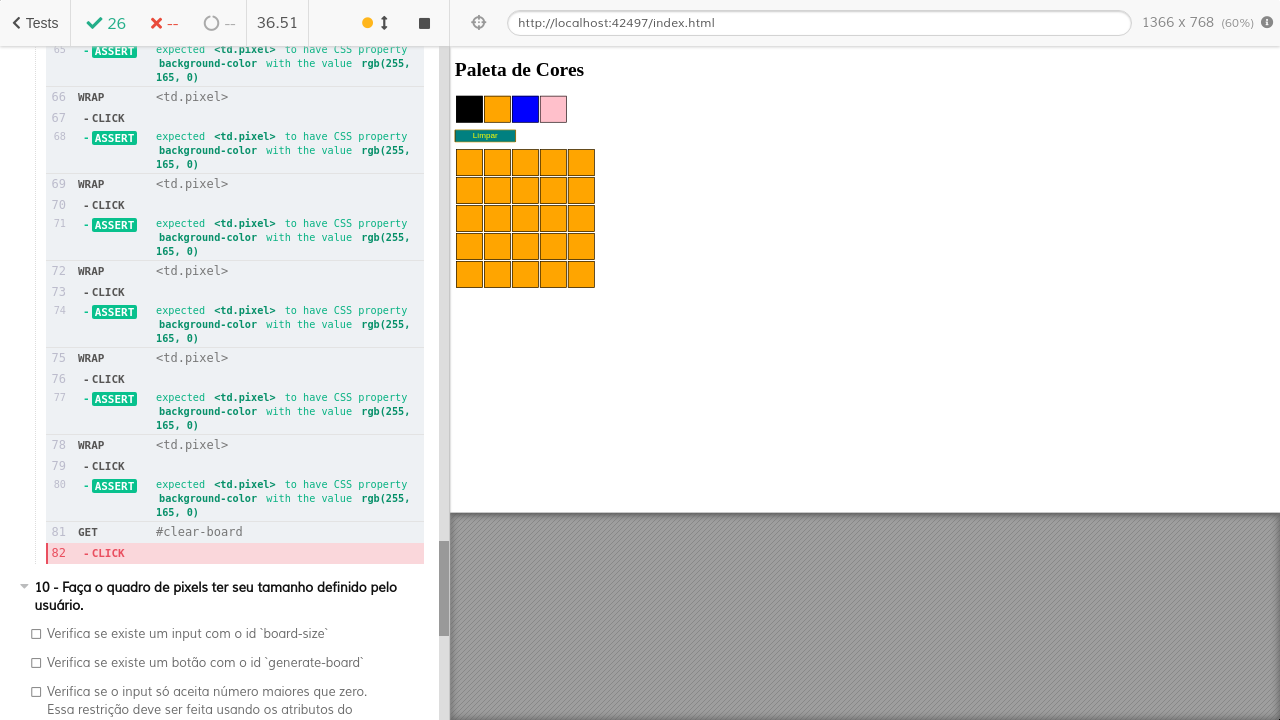 Tests
26
--
--
36.51
http://localhost:42497/index.html
1366 x 768 (60%)
65 - ASSERT expected <td.pixel> to have CSS property
background-color with the value rgb(255,
165, 0)
66 WRAP <td.pixel>
67 - CLICK
68 - ASSERT expected <td.pixel> to have CSS property
background-color with the value rgb(255,
165, 0)
69 WRAP <td.pixel>
70 - CLICK
71 - ASSERT expected <td.pixel> to have CSS property
background-color with the value rgb(255,
165, 0)
72 WRAP <td.pixel>
73 - CLICK
74 - ASSERT expected <td.pixel> to have CSS property
background-color with the value rgb(255,
165, 0)
75 WRAP <td.pixel>
76 - CLICK
77 - ASSERT expected <td.pixel> to have CSS property
background-color with the value rgb(255,
165, 0)
78 WRAP <td.pixel>
79 - CLICK
80 - ASSERT expected <td.pixel> to have CSS property
background-color with the value rgb(255,
165, 0)
81 GET #clear-board
82 - CLICK
10 - Faça o quadro de pixels ter seu tamanho definido pelo
usuário.
Verifica se existe um input com o id `board-size`
Verifica se existe um botão com o id `generate-board`
Verifica se o input só aceita número maiores que zero.
Essa restrição deve ser feita usando os atributos do
Paleta de Cores
Limpar